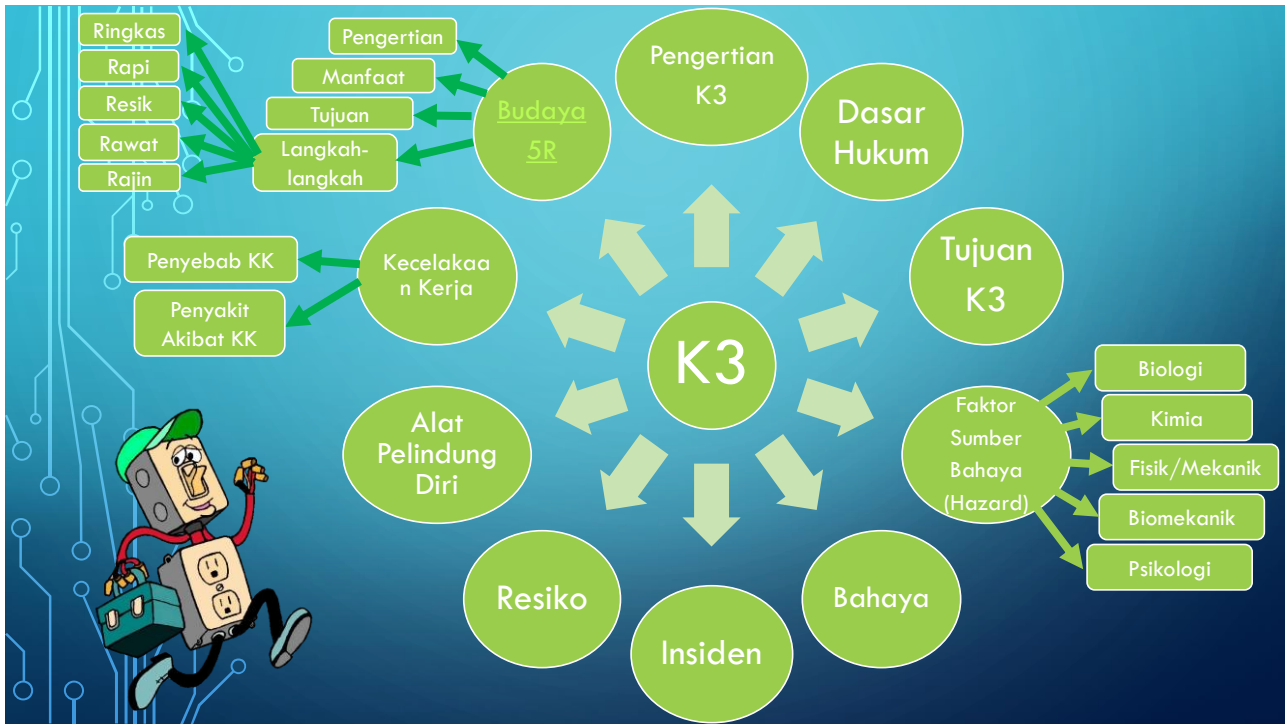 Ringkas
Rapi
Resik
Rawat
Rajin
Pengertian
Manfaat
Tujuan
Langkah-
langkah
Budaya
5R
Pengertian
K3
Dasar
Hukum
Tujuan
K3
Penyebab KK
Penyakit
Akibat KK
Kecelakaa
n Kerja
K3
Faktor
Sumber
Bahaya
(Hazard)
Biologi
Kimia
Fisik/Mekanik
Biomekanik
Psikologi
Alat
Pelindung
Diri
Resiko
Insiden
Bahaya